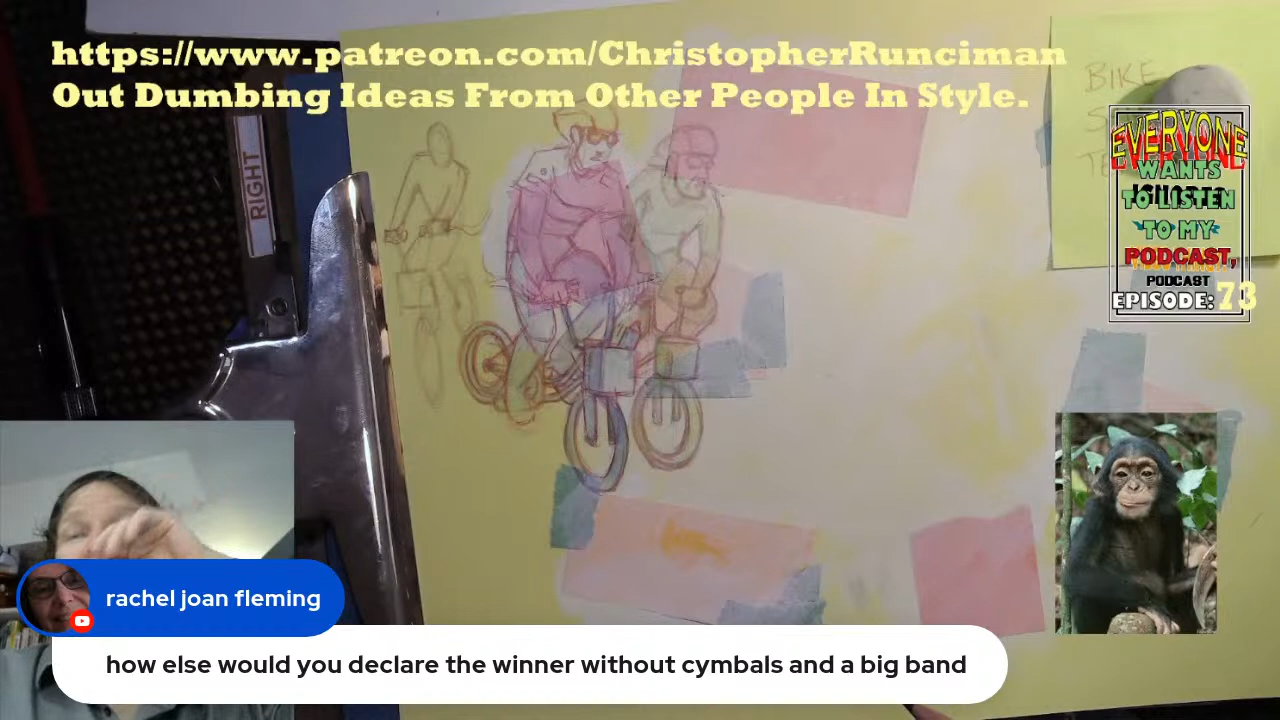 https://www.patreon.com/ChristopherRunciman
Out Dumbing Ideas From Other People In Style.
BIKE
RIGHT
EVERYONE
WANTS
TO LISTEN
TO MY
PODCAST,
PODCAST
EPISODE: 73
rachel joan fleming
how else would you declare the winner without cymbals and a big band